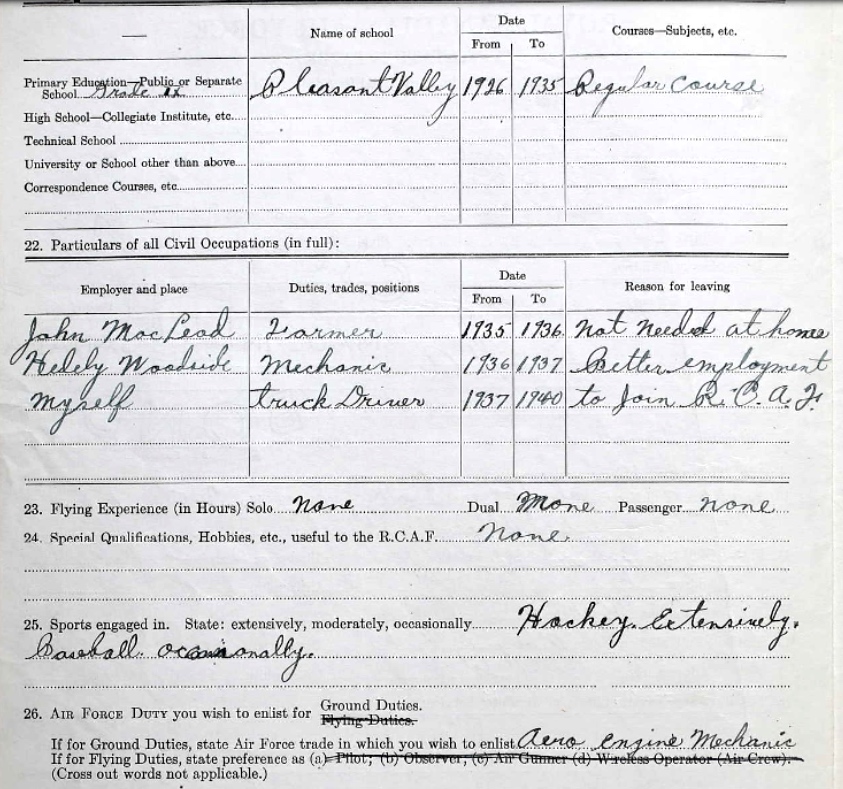 — Name of school Date Courses—Subjects, etc.
From To
Primary Education—Public or Separate
School Grade ix Pleasant Valley 1926 1935 Regular course
High School—Collegiate Institute, etc.
Technical School
University or School other than above
Correspondence Courses, etc.
22. Particulars of all Civil Occupations (in full):
Employer and place Duties, trades, positions Date Reason for leaving
From To
John MacLeod Farmer 1935 1936 not needed at home
Woodside Mechanic 1936 1937 Better employment
Myself truck Driver 1937 1940 to Join R.C.A.F.
23. Flying Experience (in Hours) Solo none Dual None Passenger none
24. Special Qualifications, Hobbies, etc., useful to the R.C.A.F. None
25. Sports engaged in. State: extensively, moderately, occasionally Hockey. Extensively.
Baseball. occasionally.
26. AIR FORCE DUTY you wish to enlist for Ground Duties.
Flying Duties.
If for Ground Duties, state Air Force trade in which you wish to enlist Aero engine Mechanic
If for Flying Duties, state preference as (a) Pilot; (b) Observer; (c) Air Gunner (d) Wireless Operator (Air Crew).
(Cross out words not applicable.)